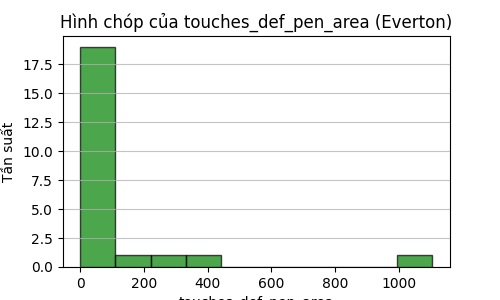 Hình chóp của touches_def_pen_area (Everton)
Tần suất
17.5
15.0
12.5
10.0
7.5
5.0
2.5
0.0
0 200 400 600 800 1000
touches_def_pen_area